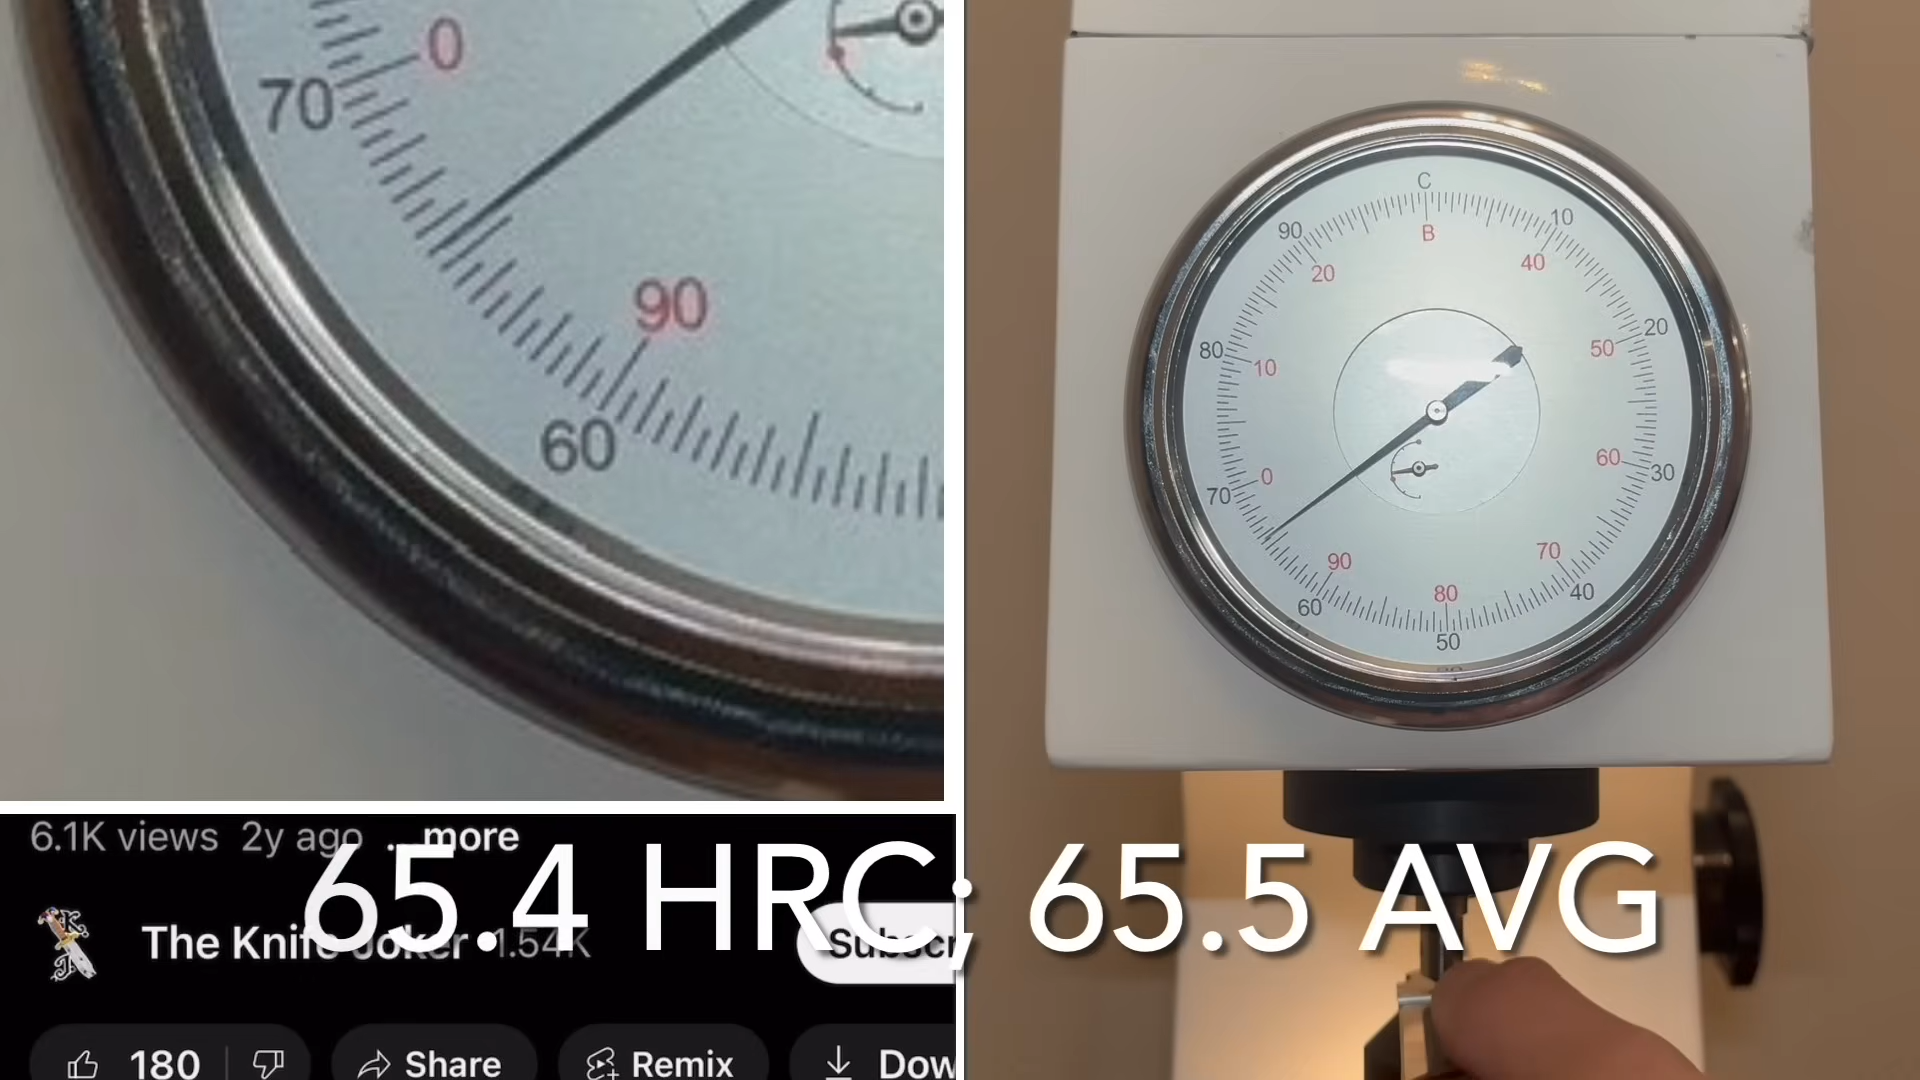 0
70
90
60
C
B
90
10
20
40
20
80
50
10
60
30
0
70
90
70
60
80
40
50
6.1K views 2y ago ...more
65.4 HRC; 65.5 AVG
The Knife Joker 1.54K
Subscr
180
Share
Remix
Dow